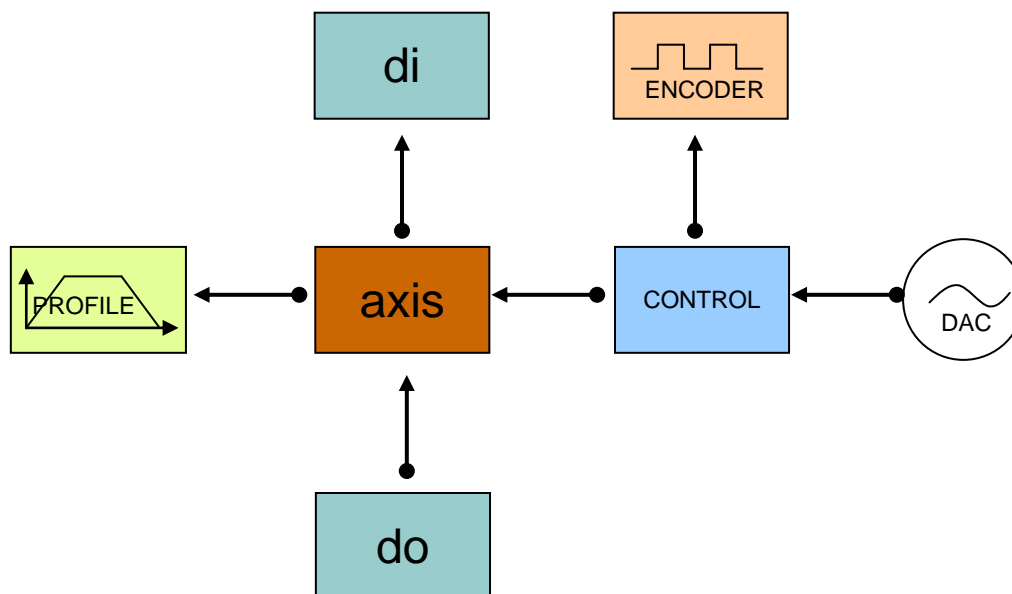 di
ENCODER
PROFILE
axis
CONTROL
DAC
do